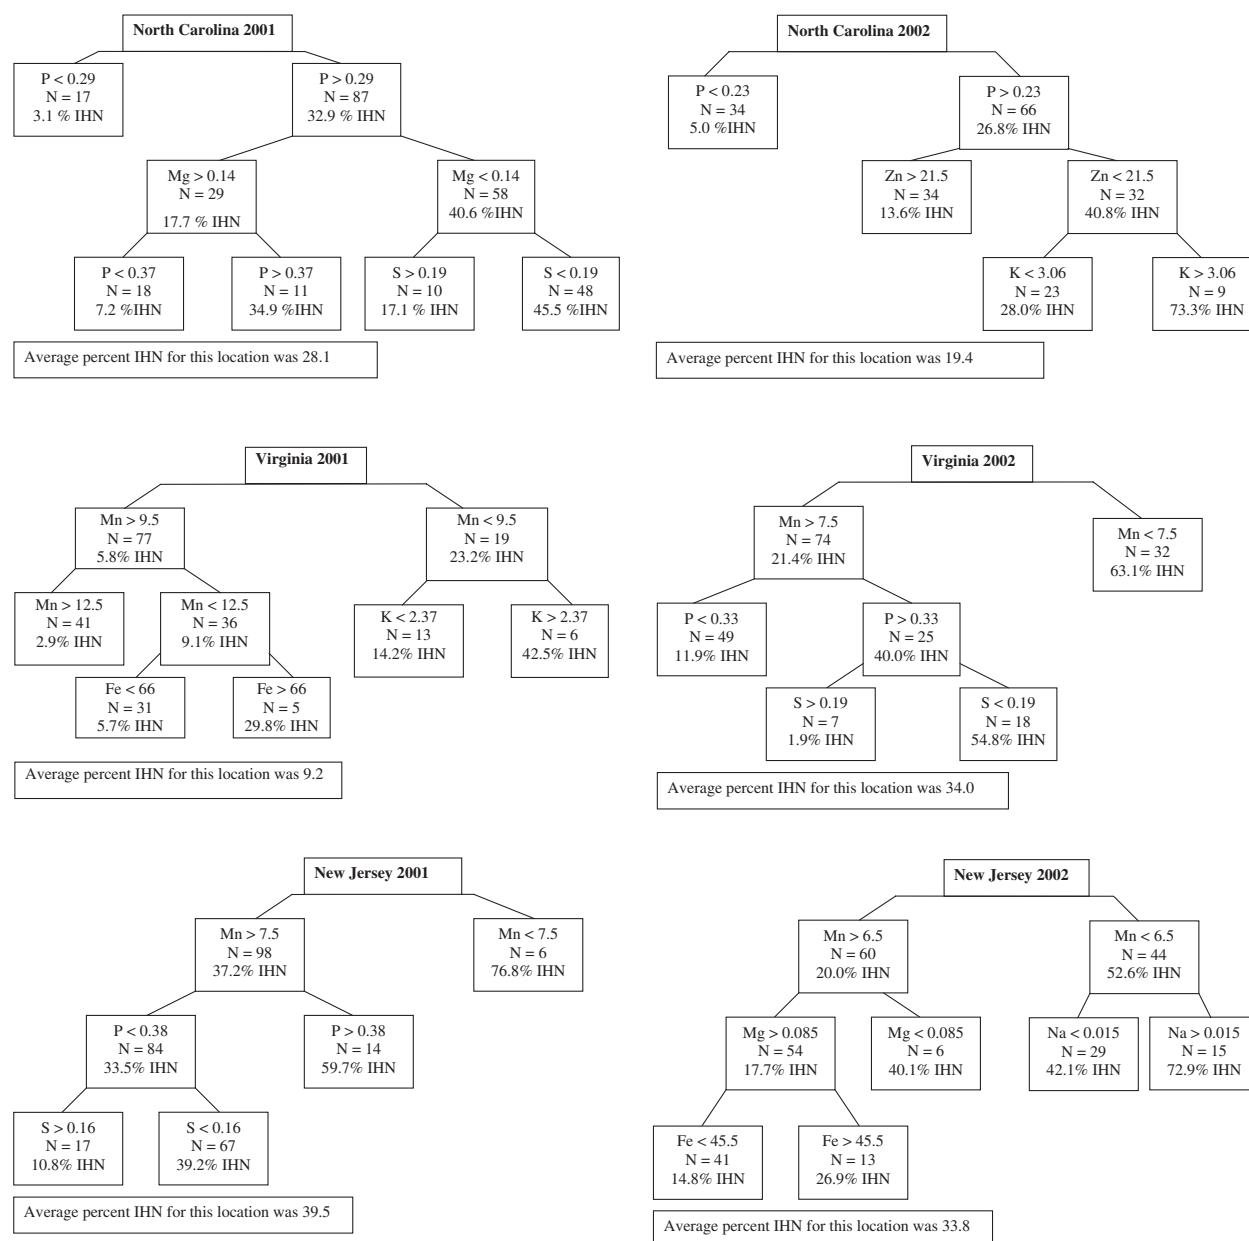 North Carolina 2001
P < 0.29
N = 17
3.1 % IHN
P > 0.29
N = 87
32.9 % IHN
Mg > 0.14
N = 29
17.7 % IHN
Mg < 0.14
N = 58
40.6 %IHN
P < 0.37
N = 18
7.2 %IHN
P > 0.37
N = 11
34.9 %IHN
S > 0.19
N = 10
17.1 % IHN
S < 0.19
N = 48
45.5 %IHN
Average percent IHN for this location was 28.1
North Carolina 2002
P < 0.23
N = 34
5.0 %IHN
P > 0.23
N = 66
26.8% IHN
Zn > 21.5
N = 34
13.6% IHN
Zn < 21.5
N = 32
40.8% IHN
K < 3.06
N = 23
28.0% IHN
K > 3.06
N = 9
73.3% IHN
Average percent IHN for this location was 19.4
Virginia 2001
Mn > 9.5
N = 77
5.8% IHN
Mn < 9.5
N = 19
23.2% IHN
Mn > 12.5
N = 41
2.9% IHN
Mn < 12.5
N = 36
9.1% IHN
K < 2.37
N = 13
14.2% IHN
K > 2.37
N = 6
42.5% IHN
Fe < 66
N = 31
5.7% IHN
Fe > 66
N = 5
29.8% IHN
Average percent IHN for this location was 9.2
Virginia 2002
Mn > 7.5
N = 74
21.4% IHN
Mn < 7.5
N = 32
63.1% IHN
P < 0.33
N = 49
11.9% IHN
P > 0.33
N = 25
40.0% IHN
S > 0.19
N = 7
1.9% IHN
S < 0.19
N = 18
54.8% IHN
Average percent IHN for this location was 34.0
New Jersey 2001
Mn > 7.5
N = 98
37.2% IHN
Mn < 7.5
N = 6
76.8% IHN
P < 0.38
N = 84
33.5% IHN
P > 0.38
N = 14
59.7% IHN
S > 0.16
N = 17
10.8% IHN
S < 0.16
N = 67
39.2% IHN
Average percent IHN for this location was 39.5
New Jersey 2002
Mn > 6.5
N = 60
20.0% IHN
Mn < 6.5
N = 44
52.6% IHN
Mg > 0.085
N = 54
17.7% IHN
Mg < 0.085
N = 6
40.1% IHN
Na < 0.015
N = 29
42.1% IHN
Na > 0.015
N = 15
72.9% IHN
Fe < 45.5
N = 41
14.8% IHN
Fe > 45.5
N = 13
26.9% IHN
Average percent IHN for this location was 33.8